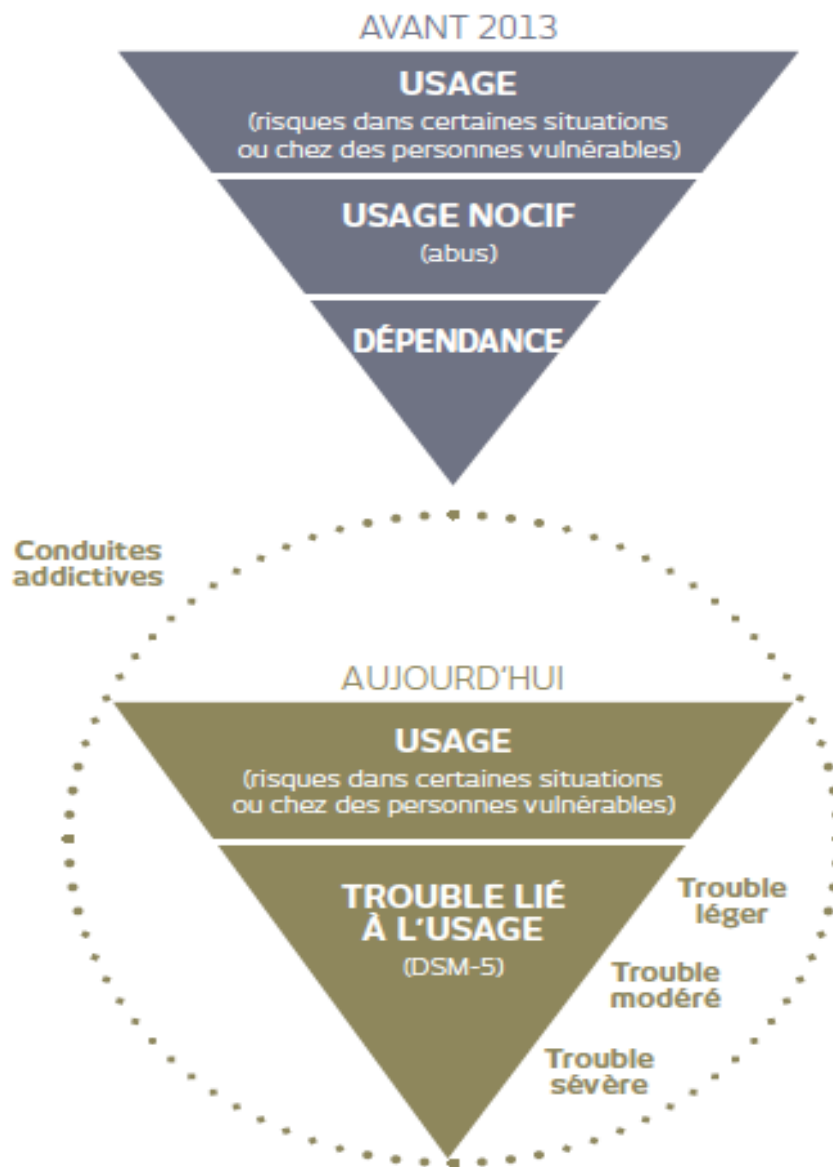 AVANT 2013
USAGE
(risques dans certaines situations
ou chez des personnes vulnérables)
USAGE NOCIF
(abus)
DÉPENDANCE
Conduites
addictives
AUJOURD'HUI
USAGE
(risques dans certaines situations
ou chez des personnes vulnérables)
TROUBLE LIÉ
À L'USAGE
(DSM-5)
Trouble
léger
Trouble
modéré
Trouble
sévère